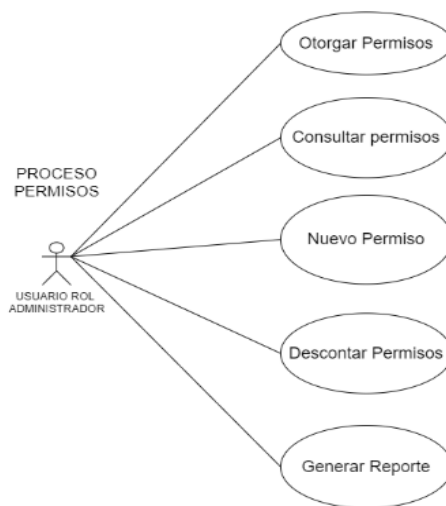 Otorgar Permisos
Consultar permisos
PROCESO
PERMISOS
Nuevo Permiso
USUARIO ROL
ADMINISTRADOR
Descontar Permisos
Generar Reporte